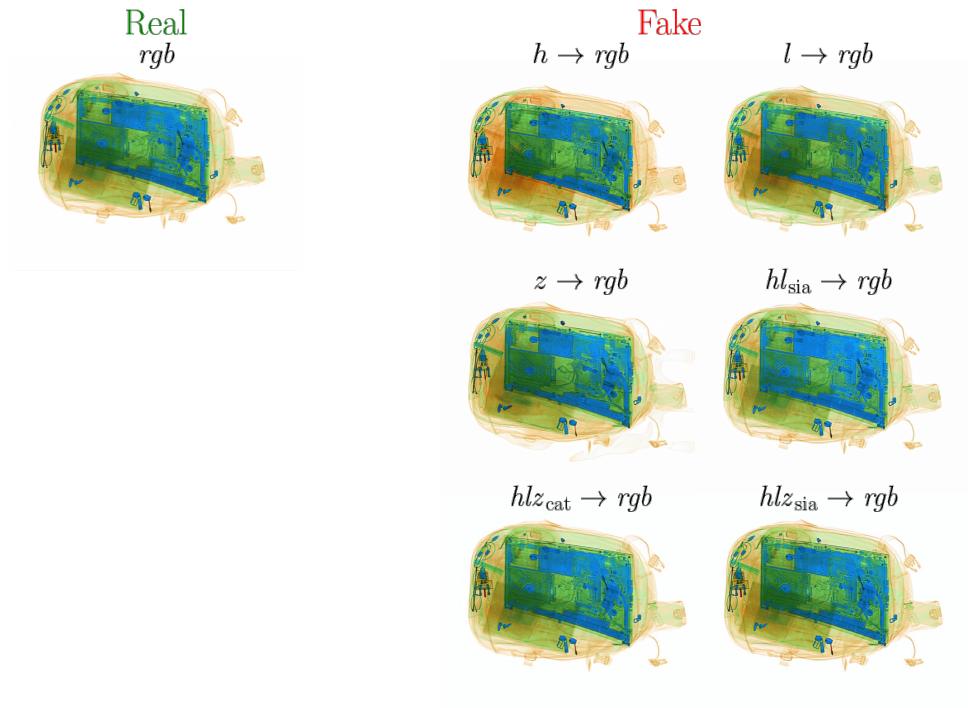 Real
Fake
rgb
h → rgb
l → rgb
z → rgb
hl_sia → rgb
hlz_cat → rgb
hlz_sia → rgb